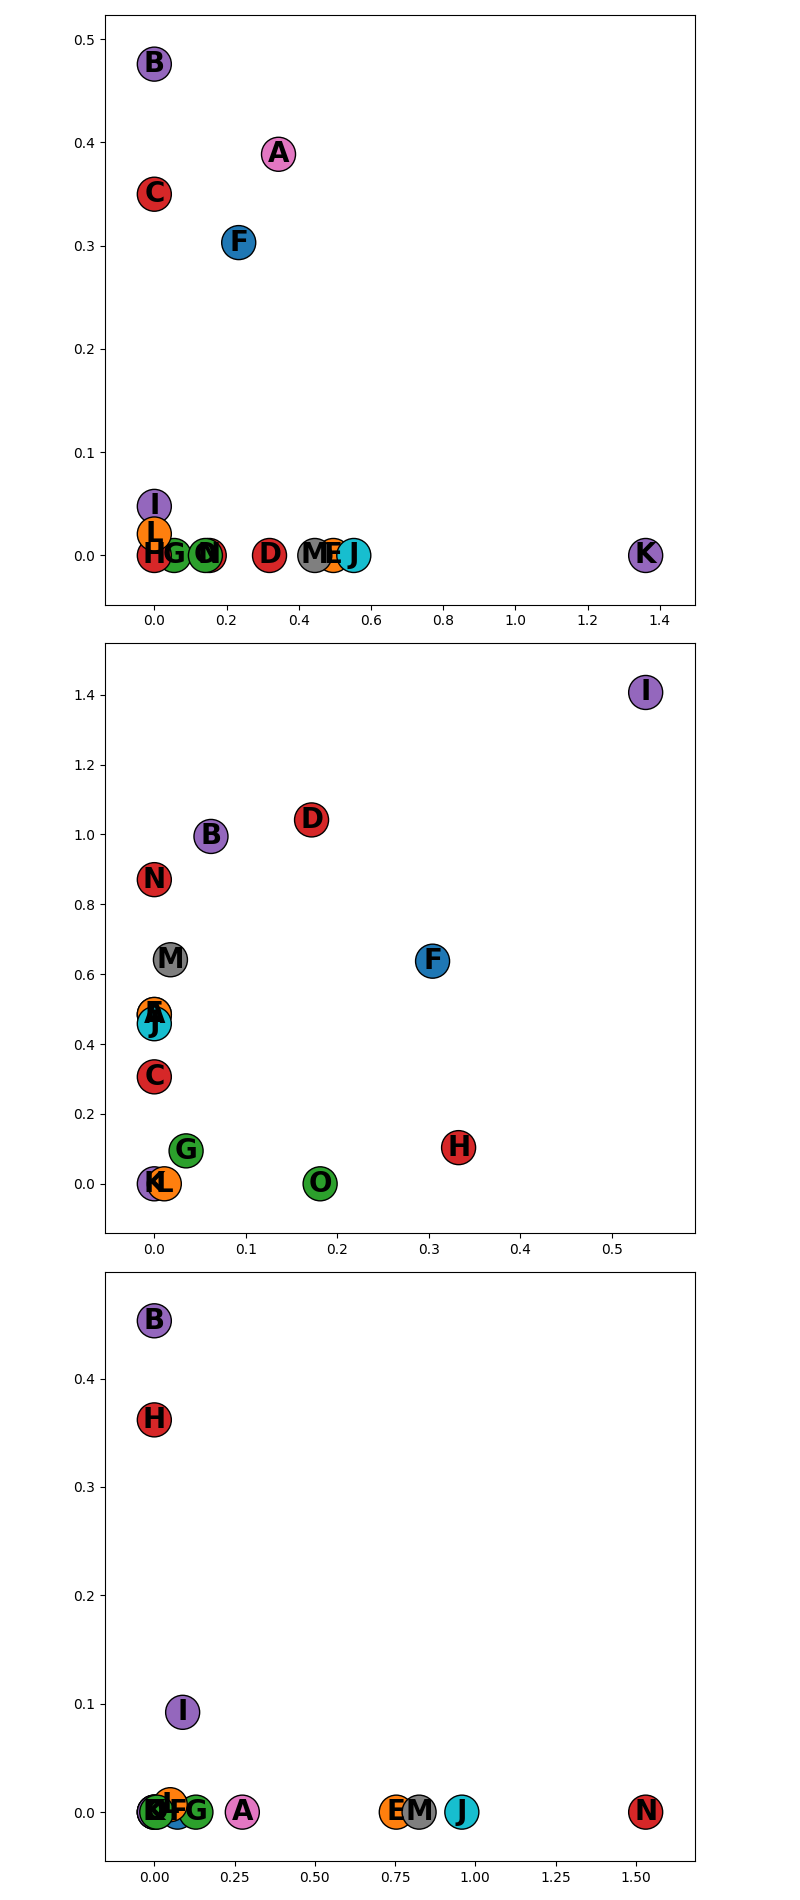 0.5
B
A
0.4
C
F
0.3
0.2
0.1
I
L
0.0 H G N D M E J K
0.0 0.2 0.4 0.6 0.8 1.0 1.2 1.4
I
1.4
1.2
D
B
1.0
N
0.8
M F
0.6
J
0.4
C
0.2
G H
0.0 K L O
0.0 0.1 0.2 0.3 0.4 0.5
B
0.4
H
0.3
0.2
0.1 I
L
0.0 F G A E M J N
0.00 0.25 0.50 0.75 1.00 1.25 1.50